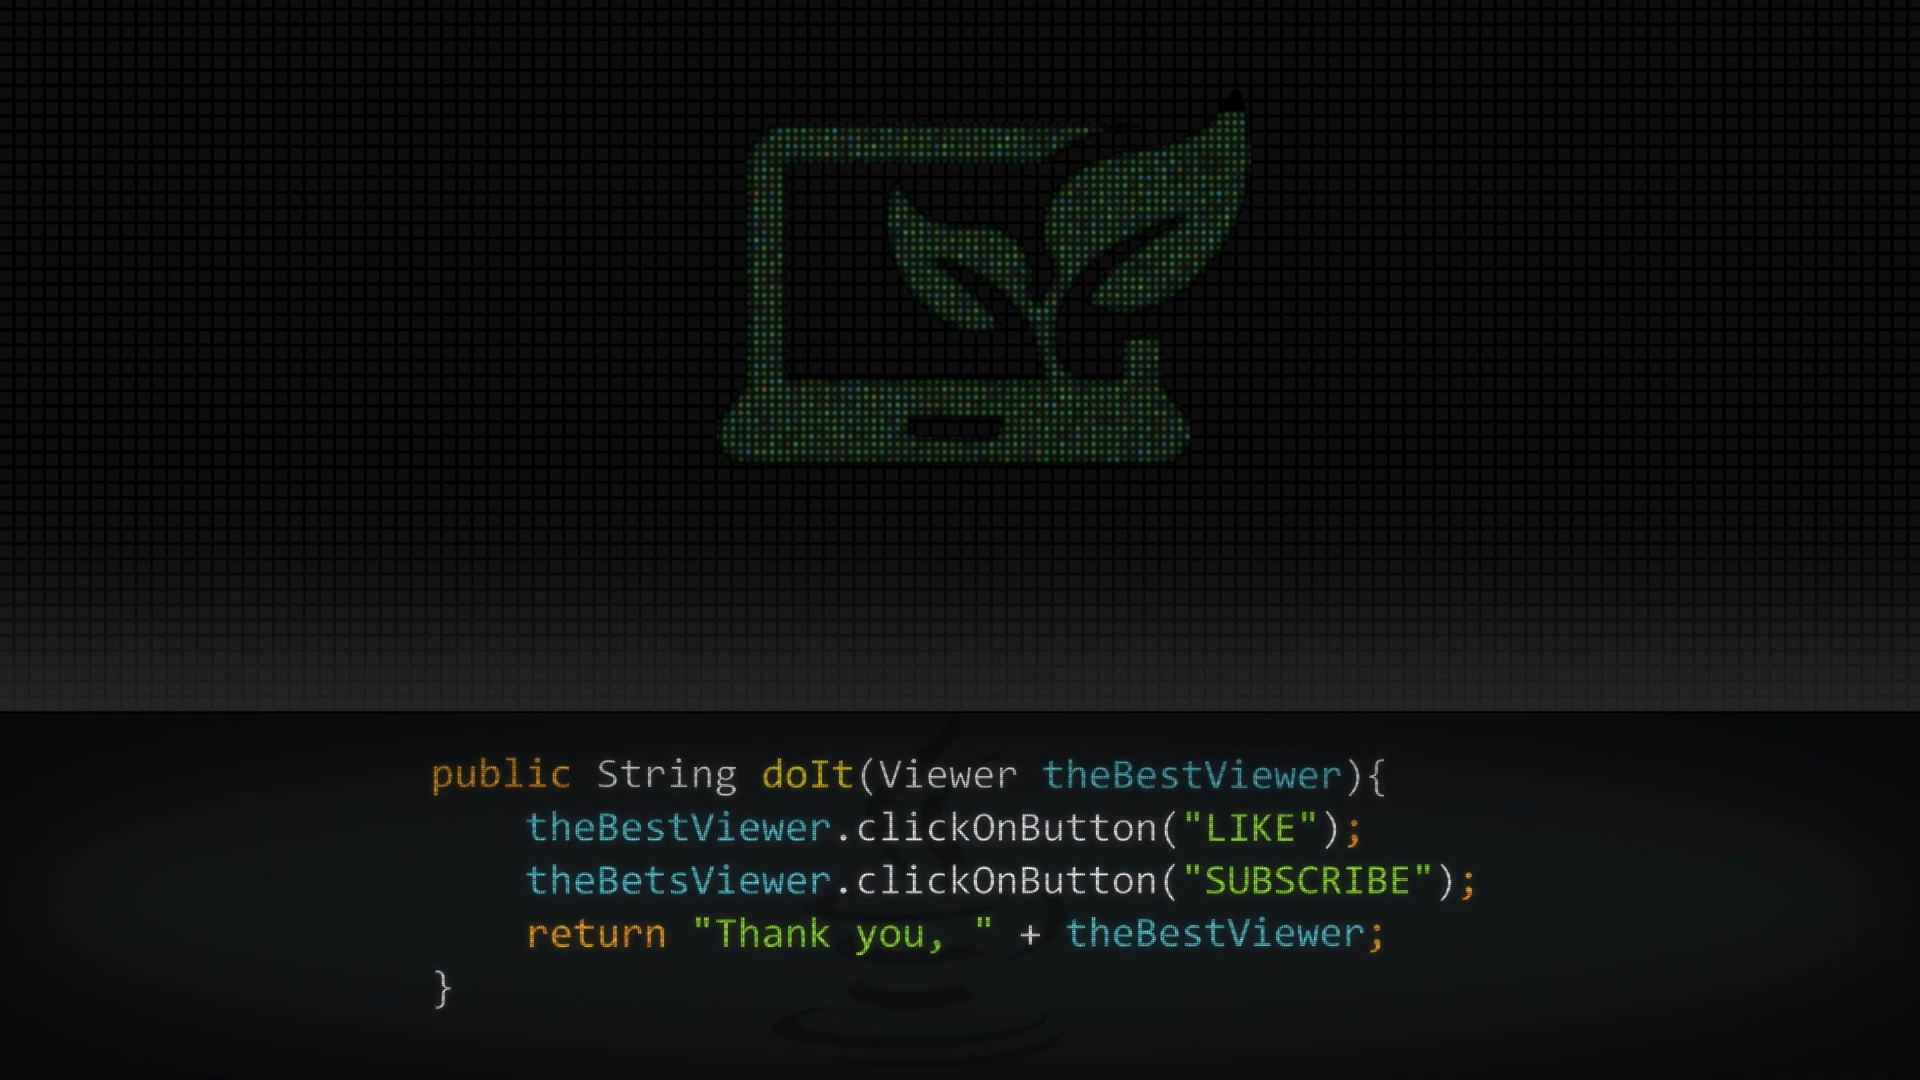 public String doIt(Viewer theBestViewer){
theBestViewer.clickOnButton("LIKE");
theBetsViewer.clickOnButton("SUBSCRIBE");
return "Thank you, " + theBestViewer;
}